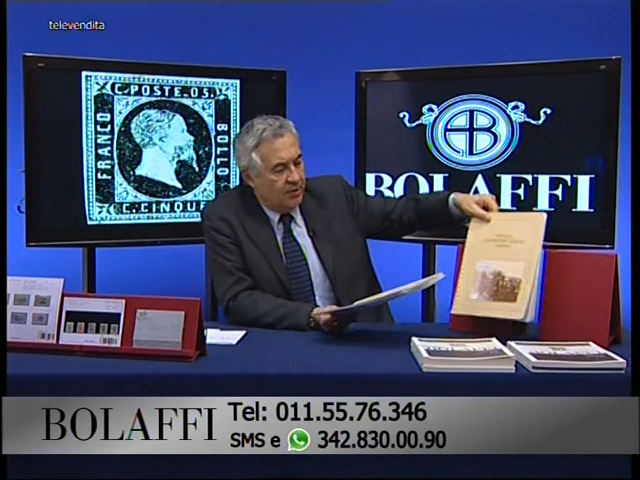 televendita
C.POSTE.05.
FRANCO
BOLLO
C.CINQUE
BOLAFFI
BOLAFFI
Tel: 011.55.76.346
SMS e 342.830.00.90